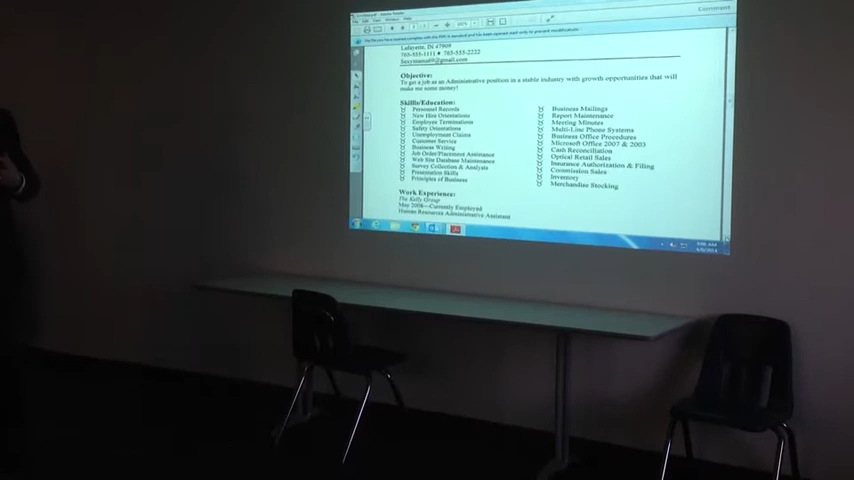 Comment
Lafayette, IN 47909
765-555-1111 ♦ 765-555-2222
Objective:
To get a job as an Administrative position in a stable industry with growth opportunities that will
make me some money!
Skills/Education:
Personnel Records
New Hire Orientations
Employee Terminations
Safety Orientations
Unemployment Claims
Customer Service
Business Writing
Job Order Placement Assistance
Web Site Database Maintenance
Survey Collection & Analysis
Presentation Skills
Principles of Business
Business Mailings
Report Maintenance
Meeting Minutes
Multi-Line Phone Systems
Business Office Procedures
Microsoft Office 2007 & 2003
Cash Reconciliation
Optical Retail Sales
Insurance Authorization & Filing
Commission Sales
Inventory
Merchandise Stocking
Work Experience:
The Kelly Group
May 2008—Currently Employed
Human Resources Administrative Assistant